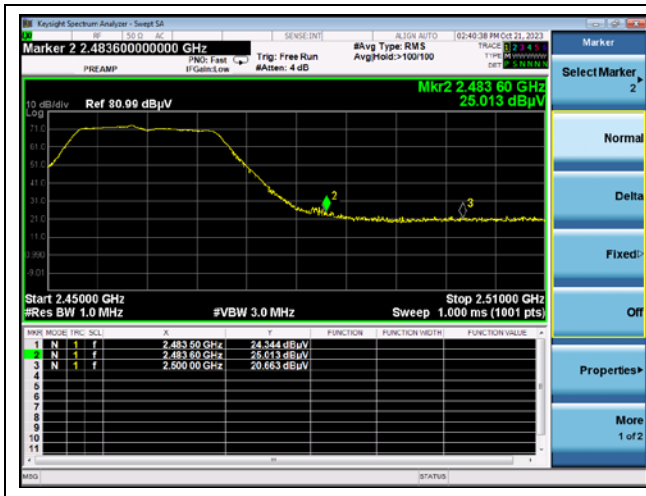 Keysight Spectrum Analyzer - Swept SA
RF 50 Ω AC SENSE:INT ALIGN AUTO 02:40:38 PM Oct 21, 2023
Marker 2 2.483600000000 GHz
PREAMP
PNO: Fast
IFGain:Low
Trig: Free Run
#Atten: 4 dB
#Avg Type: RMS
Avg|Hold:>100/100
TRACE 1 2 3 4 5 6
TYPE
DET P S N N N N
Mkr2 2.483 60 GHz
25.013 dBµV
10 dB/div Ref 80.99 dBµV
Log
71.0
61.0
51.0
41.0
31.0
21.0
11.0
0.990
-9.01
2
3
Start 2.45000 GHz Stop 2.51000 GHz
#Res BW 1.0 MHz #VBW 3.0 MHz Sweep 1.000 ms (1001 pts)
MKR MODE TRC SCL X Y FUNCTION FUNCTION WIDTH FUNCTION VALUE
1 N 1 f 2.483 50 GHz 24.344 dBµV
2 N 1 f 2.483 60 GHz 25.013 dBµV
3 N 1 f 2.500 00 GHz 20.663 dBµV
4
5
6
7
8
9
10
11
MSG STATUS
Marker
Select Marker
2
Normal
Delta
Fixed
Off
Properties
More
1 of 2